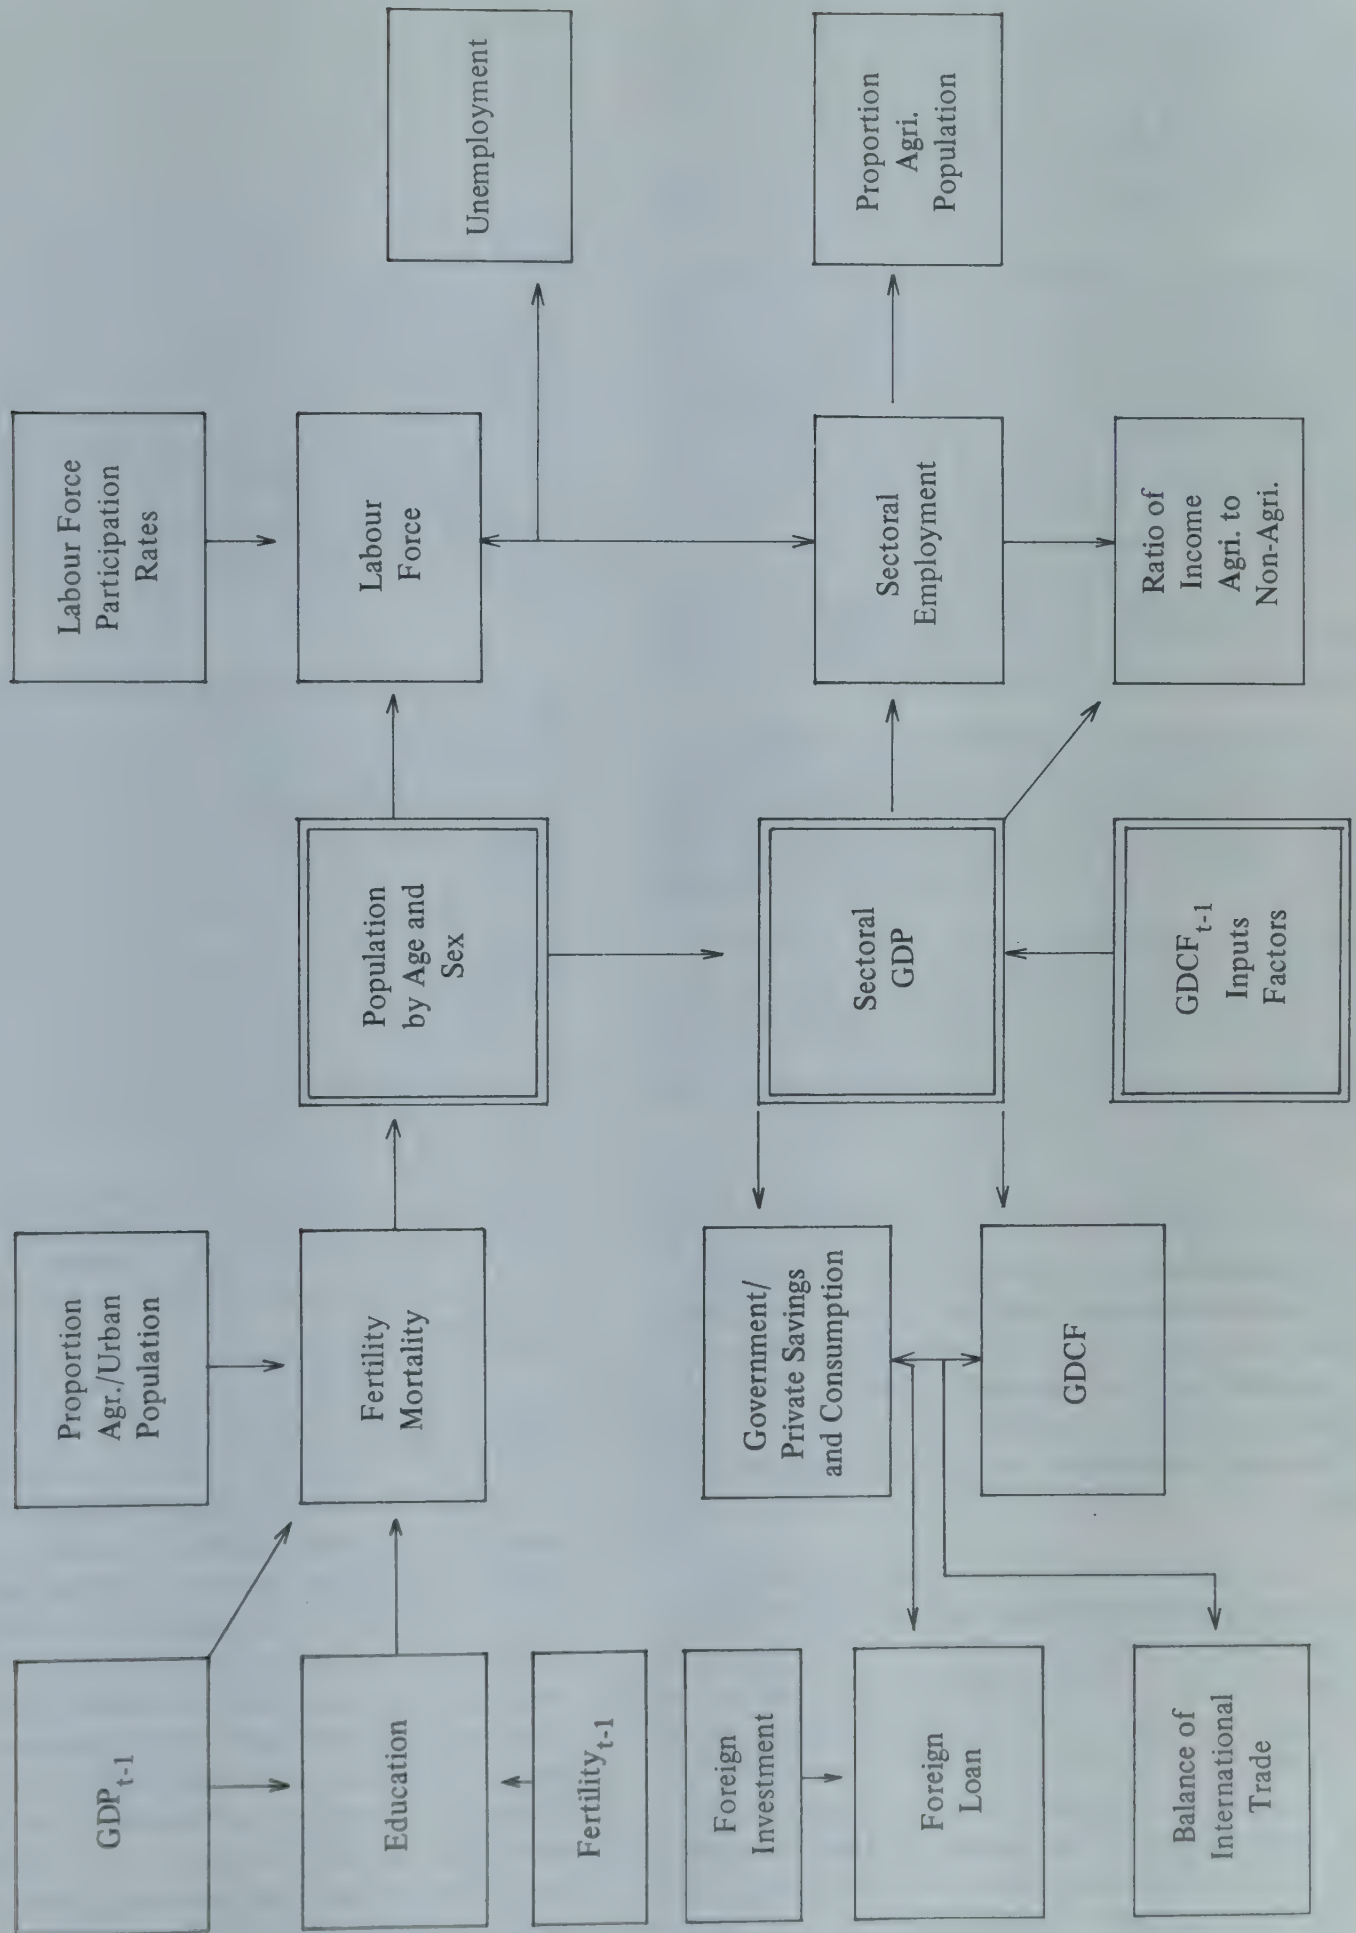 GDP t-1
Proportion
Agr./Urban
Population
Labour Force
Participation
Rates
Education
Fertility
Mortality
Population
by Age and
Sex
Labour
Force
Unemployment
Fertility t-1
Foreign
Investment
Government/
Private Savings
and Consumption
Sectoral
GDP
Sectoral
Employment
Proportion
Agri.
Population
Foreign
Loan
GDCF
Balance of
International
Trade
GDCF t-1
Inputs
Factors
Ratio of
Income
Agri. to
Non-Agri.